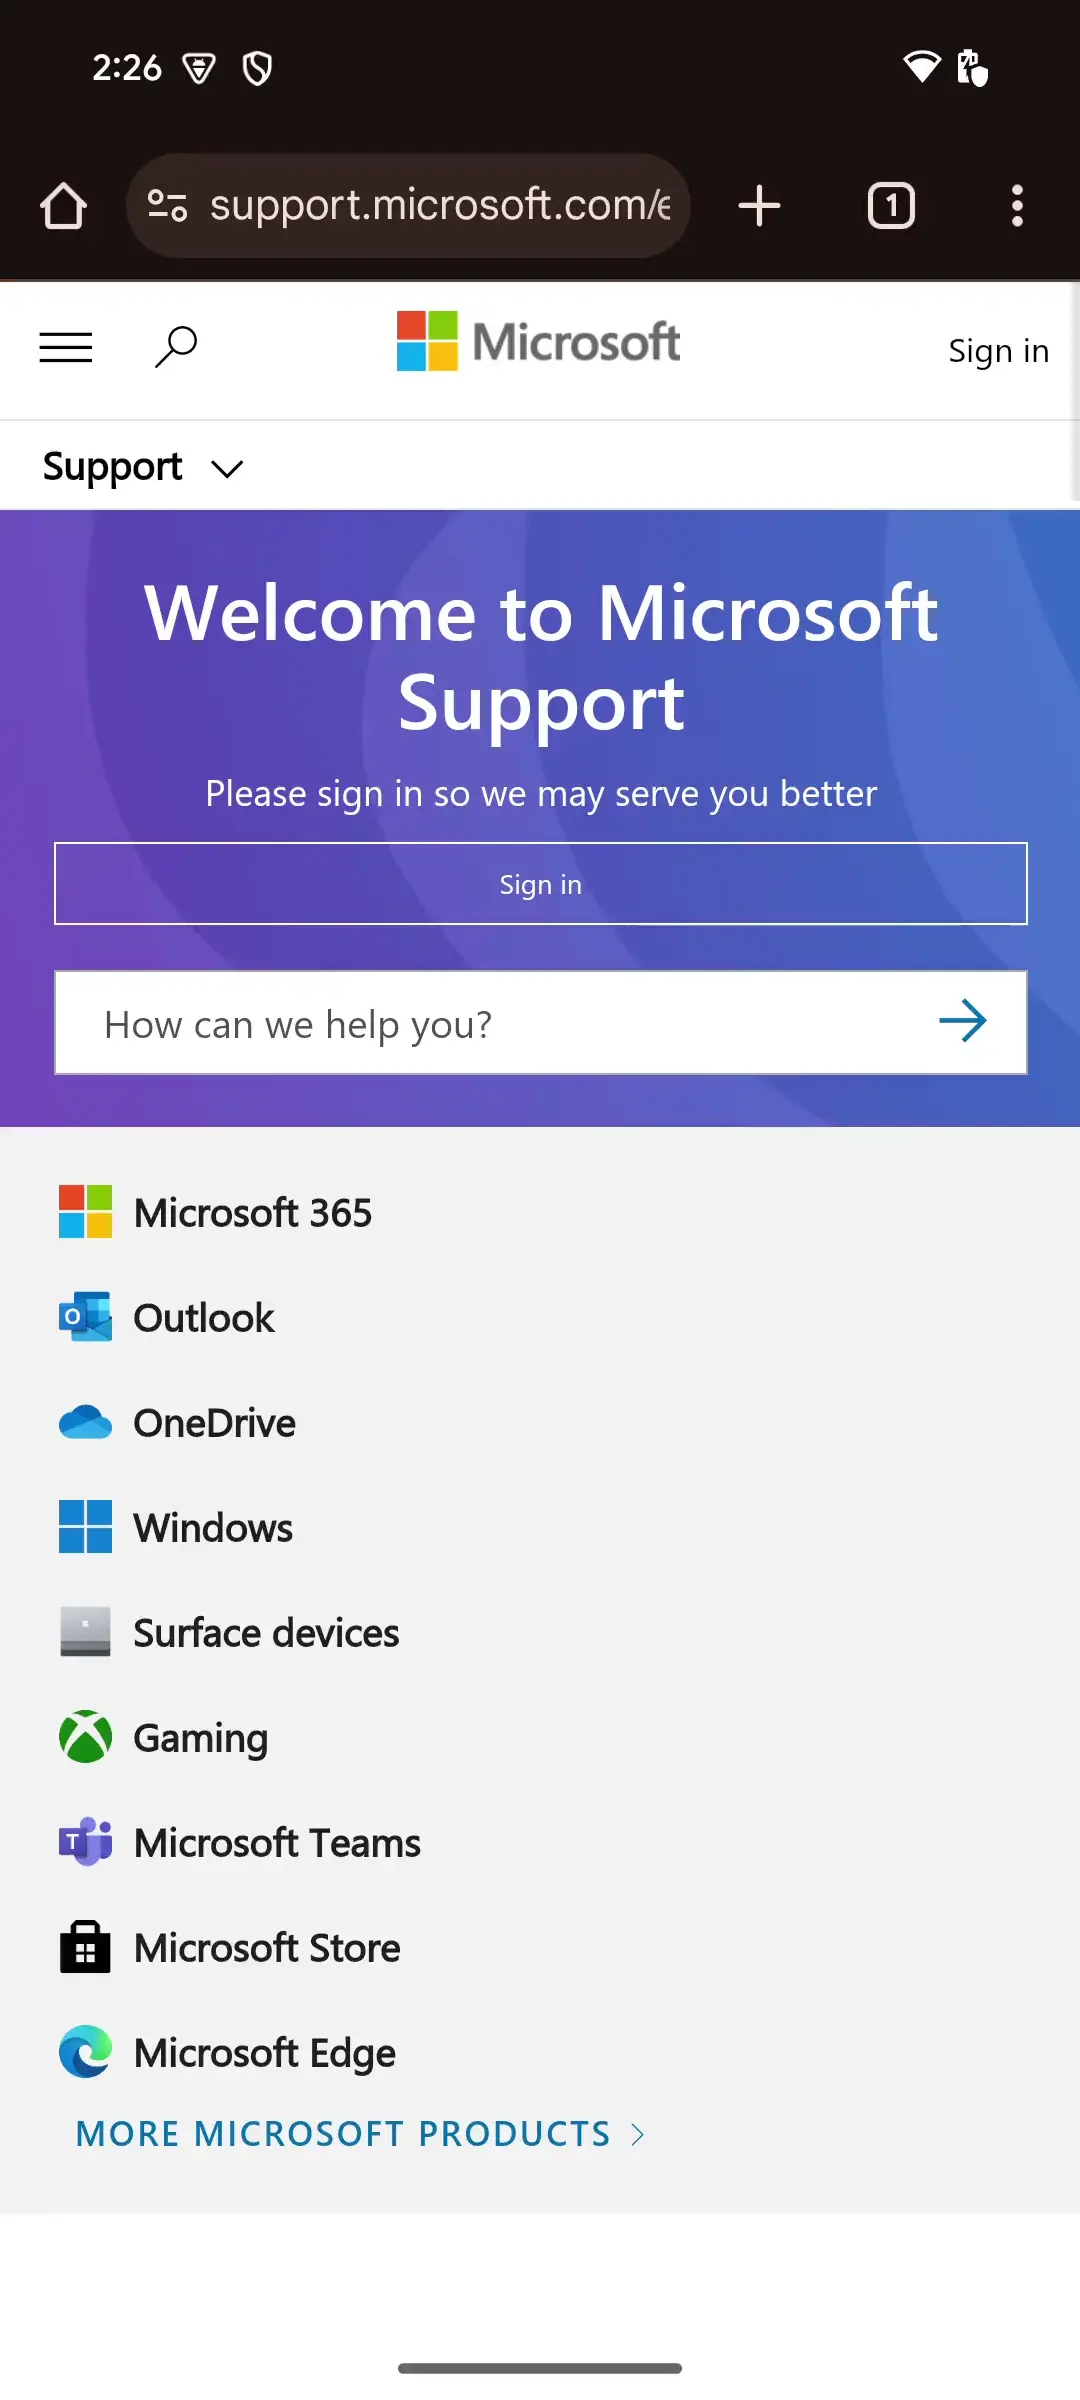 2:26
support.microsoft.com/e
1
Microsoft
Sign in
Support
Welcome to Microsoft
Support
Please sign in so we may serve you better
Sign in
How can we help you?
Microsoft 365
Outlook
OneDrive
Windows
Surface devices
Gaming
Microsoft Teams
Microsoft Store
Microsoft Edge
MORE MICROSOFT PRODUCTS